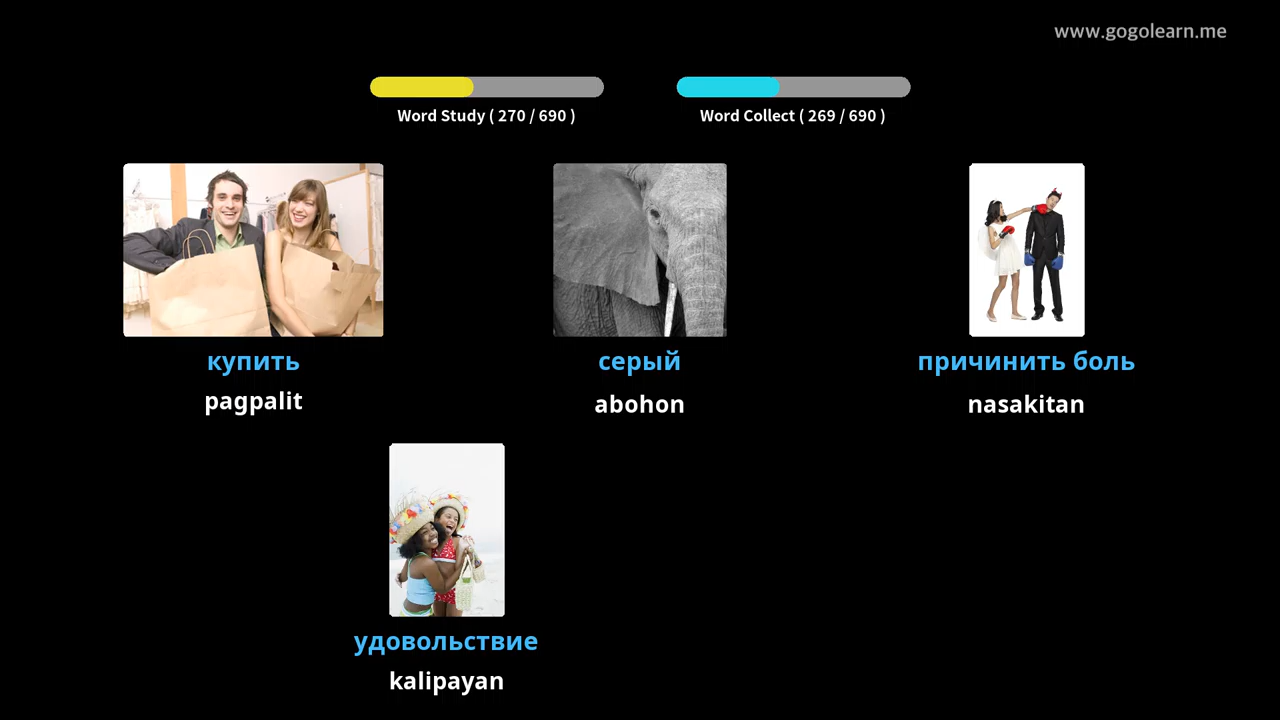 www.gogolearn.me
Word Study ( 270 / 690 )
Word Collect ( 269 / 690 )
купить
pagpalit
серый
abohon
причинить боль
nasakitan
удовольствие
kalipayan